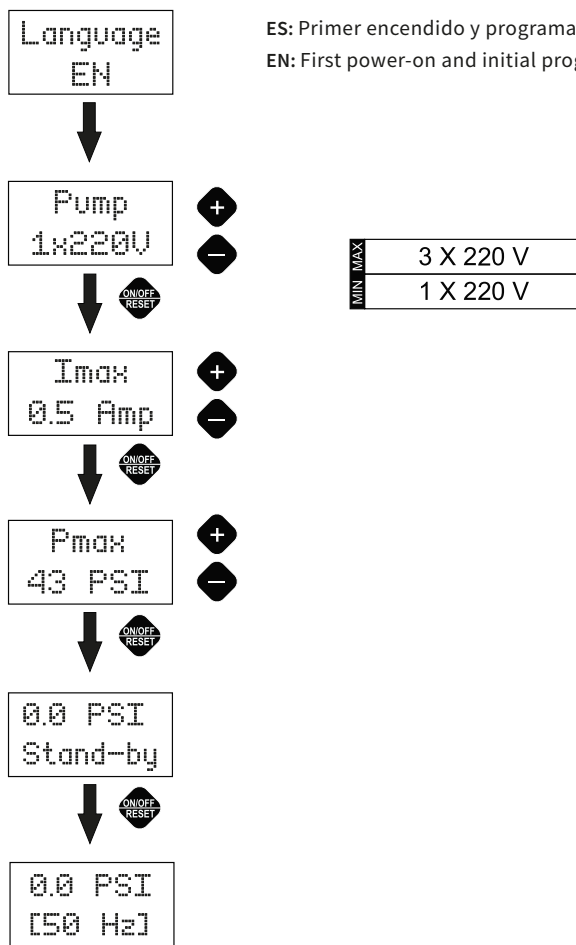 Language
EN
ES: Primer encendido y programa
EN: First power-on and initial prog
Pump
1x220V
+
−
ON/OFF
RESET
MAX
3 X 220 V
MIN
1 X 220 V
Imax
0.5 Amp
+
−
ON/OFF
RESET
Pmax
43 PSI
+
−
ON/OFF
RESET
0.0 PSI
Stand-by
ON/OFF
RESET
0.0 PSI
[50 Hz]